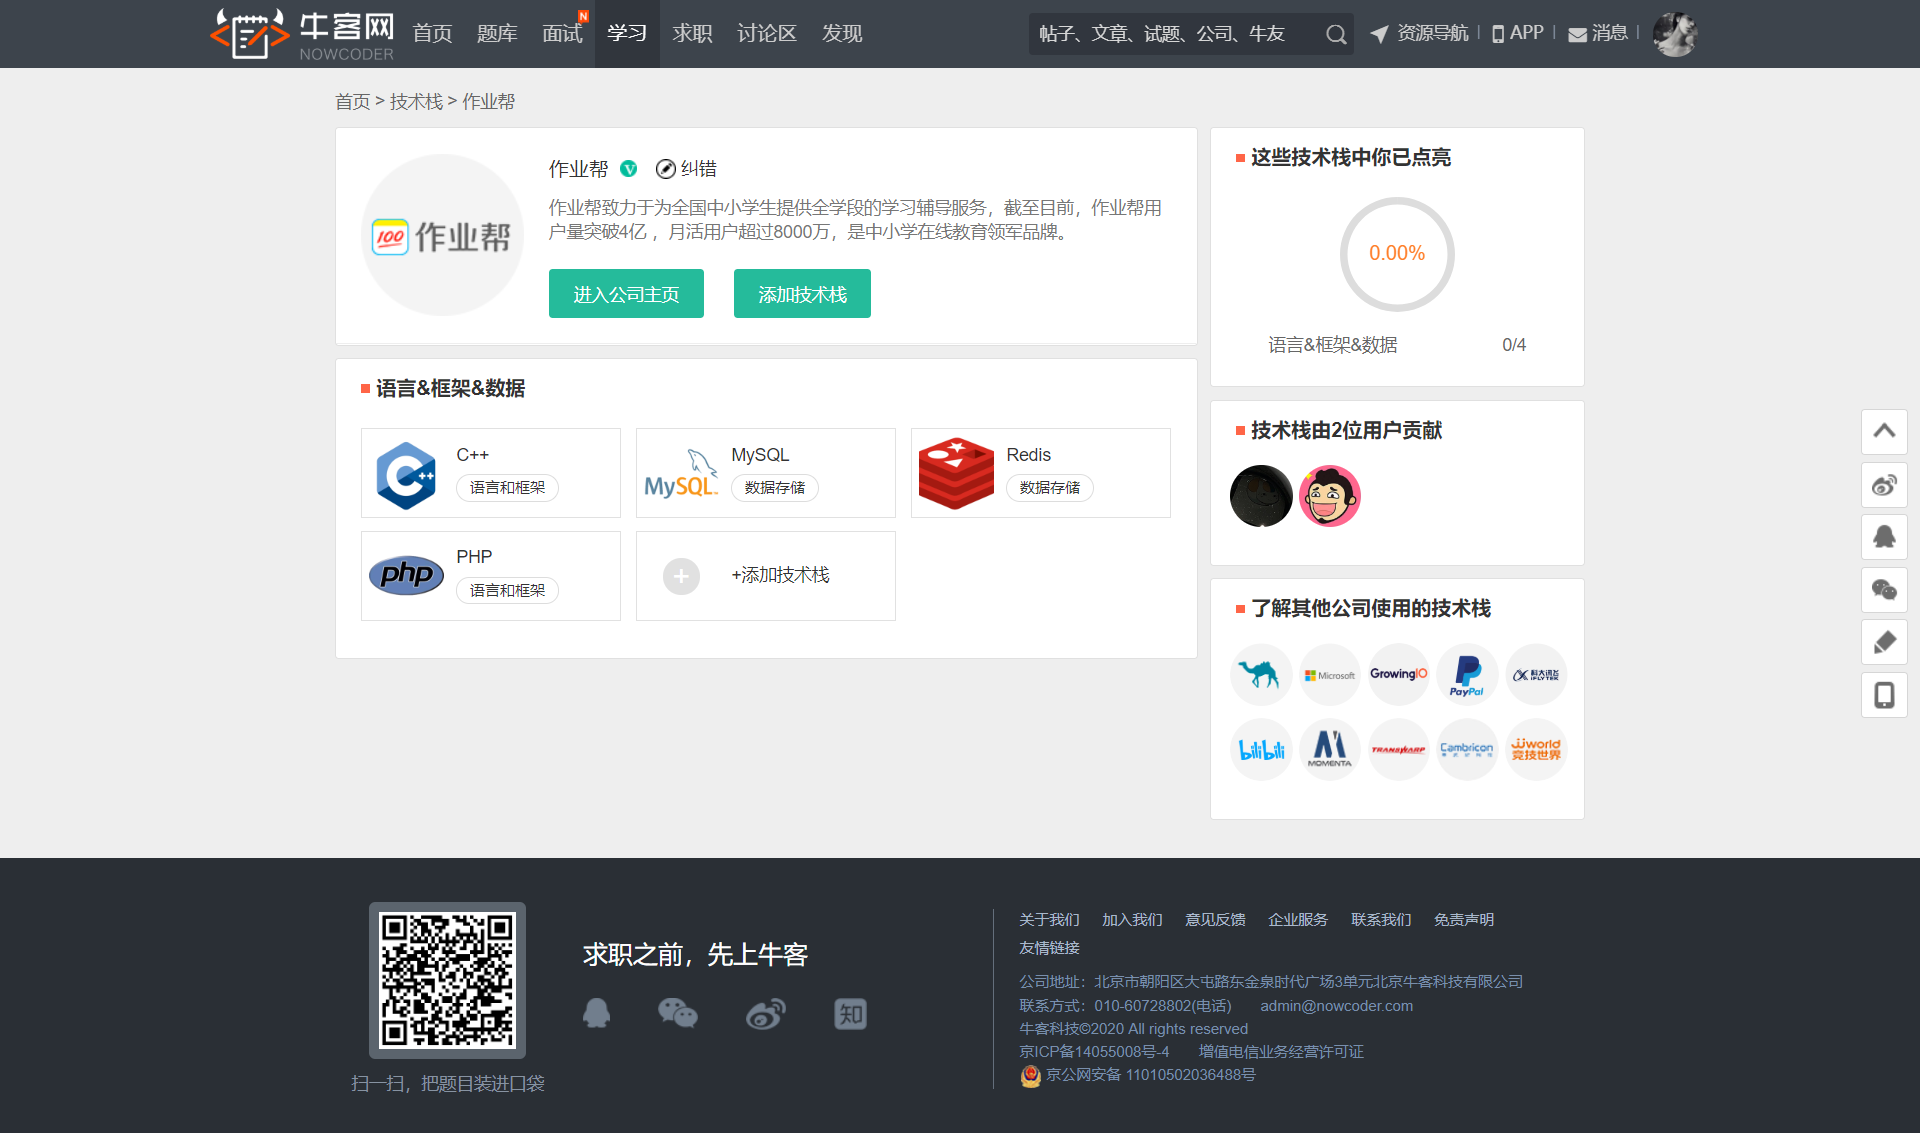 牛客网
NOWCODER
首页
题库
面试
N
学习
求职
讨论区
发现
帖子、文章、试题、公司、牛友
资源导航
APP
消息
首页 > 技术栈 > 作业帮
100 作业帮
作业帮 V 纠错
作业帮致力于为全国中小学生提供全学段的学习辅导服务，截至目前，作业帮用
户量突破4亿，月活用户超过8000万，是中小学在线教育领军品牌。
进入公司主页
添加技术栈
语言&框架&数据
C++
语言和框架
MySQL
MySQL
数据存储
Redis
数据存储
php
PHP
语言和框架
+添加技术栈
这些技术栈中你已点亮
0.00%
语言&框架&数据 0/4
技术栈由2位用户贡献
了解其他公司使用的技术栈
Microsoft
GrowingIO
PayPal
科大讯飞
IFLYTEK
bilibili
MOMENTA
TRANSWARP
Cambricon
JJworld
竞技世界
扫一扫，把题目装进口袋
求职之前，先上牛客
知
关于我们 加入我们 意见反馈 企业服务 联系我们 免责声明
友情链接
公司地址：北京市朝阳区大屯路东金泉时代广场3单元北京牛客科技有限公司
联系方式：010-60728802(电话) admin@nowcoder.com
牛客科技©2020 All rights reserved
京ICP备14055008号-4 增值电信业务经营许可证
京公网安备 11010502036488号